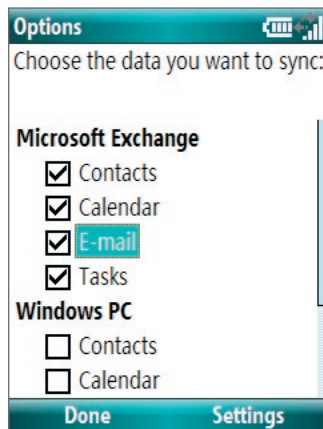 Options
Choose the data you want to sync:
Microsoft Exchange
Contacts
Calendar
E-mail
Tasks
Windows PC
Contacts
Calendar
Done Settings